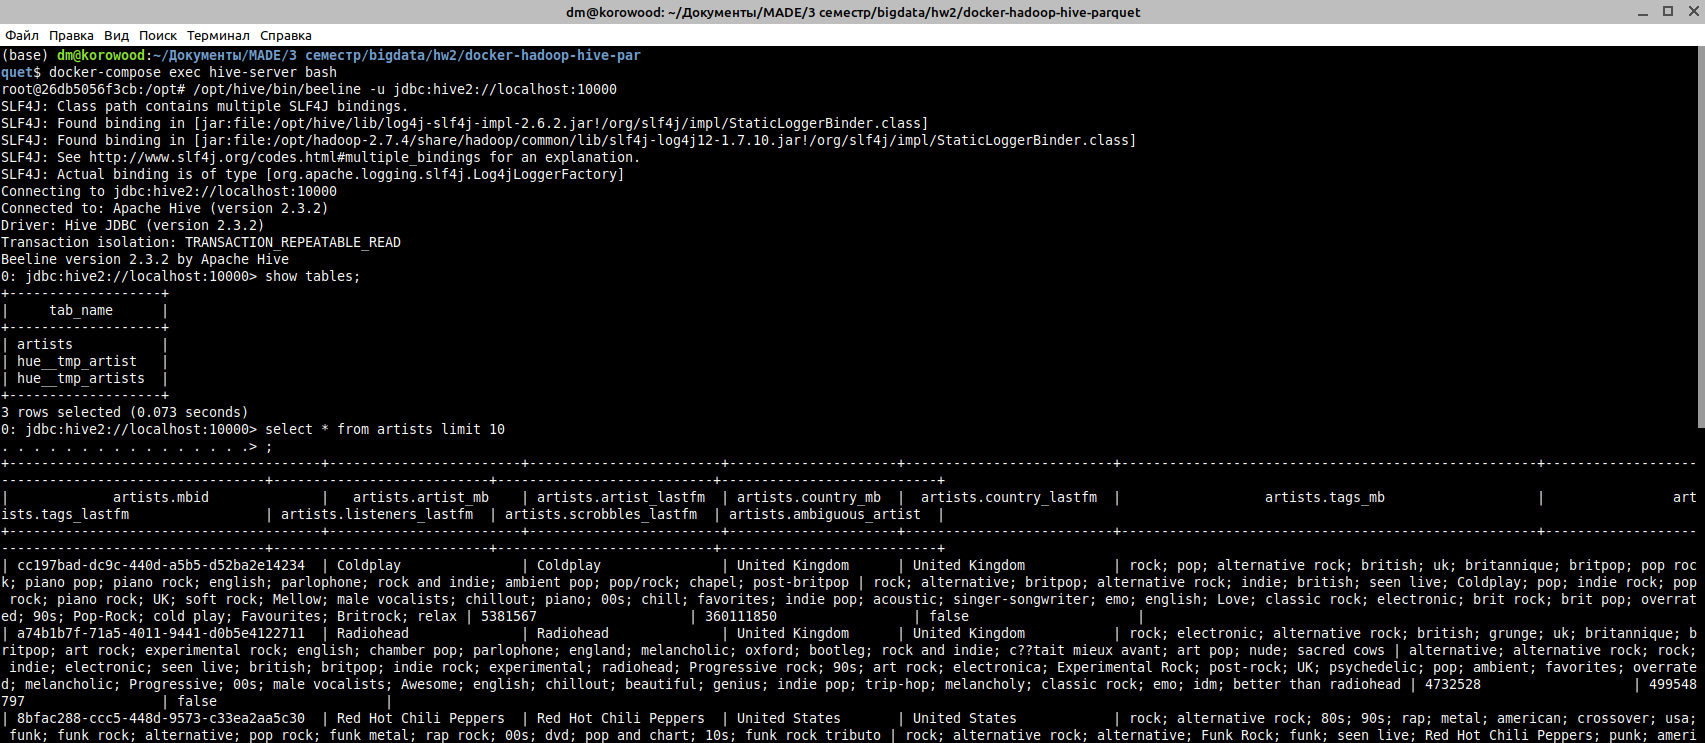 dm@korowood: ~/Документы/MADE/3 семестр/bigdata/hw2/docker-hadoop-hive-parquet
Файл Правка Вид Поиск Терминал Справка
(base) dm@korowood:~/Документы/MADE/3 семестр/bigdata/hw2/docker-hadoop-hive-par
quet$ docker-compose exec hive-server bash
root@26db5056f3cb:/opt# /opt/hive/bin/beeline -u jdbc:hive2://localhost:10000
SLF4J: Class path contains multiple SLF4J bindings.
SLF4J: Found binding in [jar:file:/opt/hive/lib/log4j-slf4j-impl-2.6.2.jar!/org/slf4j/impl/StaticLoggerBinder.class]
SLF4J: Found binding in [jar:file:/opt/hadoop-2.7.4/share/hadoop/common/lib/slf4j-log4j12-1.7.10.jar!/org/slf4j/impl/StaticLoggerBinder.class]
SLF4J: See http://www.slf4j.org/codes.html#multiple_bindings for an explanation.
SLF4J: Actual binding is of type [org.apache.logging.slf4j.Log4jLoggerFactory]
Connecting to jdbc:hive2://localhost:10000
Connected to: Apache Hive (version 2.3.2)
Driver: Hive JDBC (version 2.3.2)
Transaction isolation: TRANSACTION_REPEATABLE_READ
Beeline version 2.3.2 by Apache Hive
0: jdbc:hive2://localhost:10000> show tables;
+-------------------+
| tab_name |
+-------------------+
| artists |
| hue__tmp_artist |
| hue__tmp_artists |
+-------------------+
3 rows selected (0.073 seconds)
0: jdbc:hive2://localhost:10000> select * from artists limit 10
. . . . . . . . . . . . . . . .> ;
+---------------------------------------+------------------------+------------------------+---------------------+--------------------------+----------------------------------------------------+-------------------
---------------------------------+---------------------------+---------------------------+---------------------------+
| artists.mbid | artists.artist_mb | artists.artist_lastfm | artists.country_mb | artists.country_lastfm | artists.tags_mb | art
ists.tags_lastfm | artists.listeners_lastfm | artists.scrobbles_lastfm | artists.ambiguous_artist |
+---------------------------------------+------------------------+------------------------+---------------------+--------------------------+----------------------------------------------------+-------------------
---------------------------------+---------------------------+---------------------------+---------------------------+
| cc197bad-dc9c-440d-a5b5-d52ba2e14234 | Coldplay | Coldplay | United Kingdom | United Kingdom | rock; pop; alternative rock; british; uk; britannique; britpop; pop roc
k; piano pop; piano rock; english; parlophone; rock and indie; ambient pop; pop/rock; chapel; post-britpop | rock; alternative; britpop; alternative rock; indie; british; seen live; Coldplay; pop; indie rock; pop
rock; piano rock; UK; soft rock; Mellow; male vocalists; chillout; piano; 00s; chill; favorites; indie pop; acoustic; singer-songwriter; emo; english; Love; classic rock; electronic; brit rock; brit pop; overrat
ed; 90s; Pop-Rock; cold play; Favourites; Britrock; relax | 5381567 | 360111850 | false |
| a74b1b7f-71a5-4011-9441-d0b5e4122711 | Radiohead | Radiohead | United Kingdom | United Kingdom | rock; electronic; alternative rock; british; grunge; uk; britannique; b
ritpop; art rock; experimental rock; english; chamber pop; parlophone; england; melancholic; oxford; bootleg; rock and indie; c??tait mieux avant; art pop; nude; sacred cows | alternative; alternative rock; rock;
indie; electronic; seen live; british; britpop; indie rock; experimental; radiohead; Progressive rock; 90s; art rock; electronica; Experimental Rock; post-rock; UK; psychedelic; pop; ambient; favorites; overrate
d; melancholic; Progressive; 00s; male vocalists; Awesome; english; chillout; beautiful; genius; indie pop; trip-hop; melancholy; classic rock; emo; idm; better than radiohead | 4732528 | 499548
797 | false |
| 8bfac288-ccc5-448d-9573-c33ea2aa5c30 | Red Hot Chili Peppers | Red Hot Chili Peppers | United States | United States | rock; alternative rock; 80s; 90s; rap; metal; american; crossover; usa;
funk; funk rock; alternative; pop rock; funk metal; rap rock; 00s; dvd; pop and chart; 10s; funk rock tributo | rock; alternative rock; alternative; Funk Rock; funk; seen live; Red Hot Chili Peppers; punk; ameri